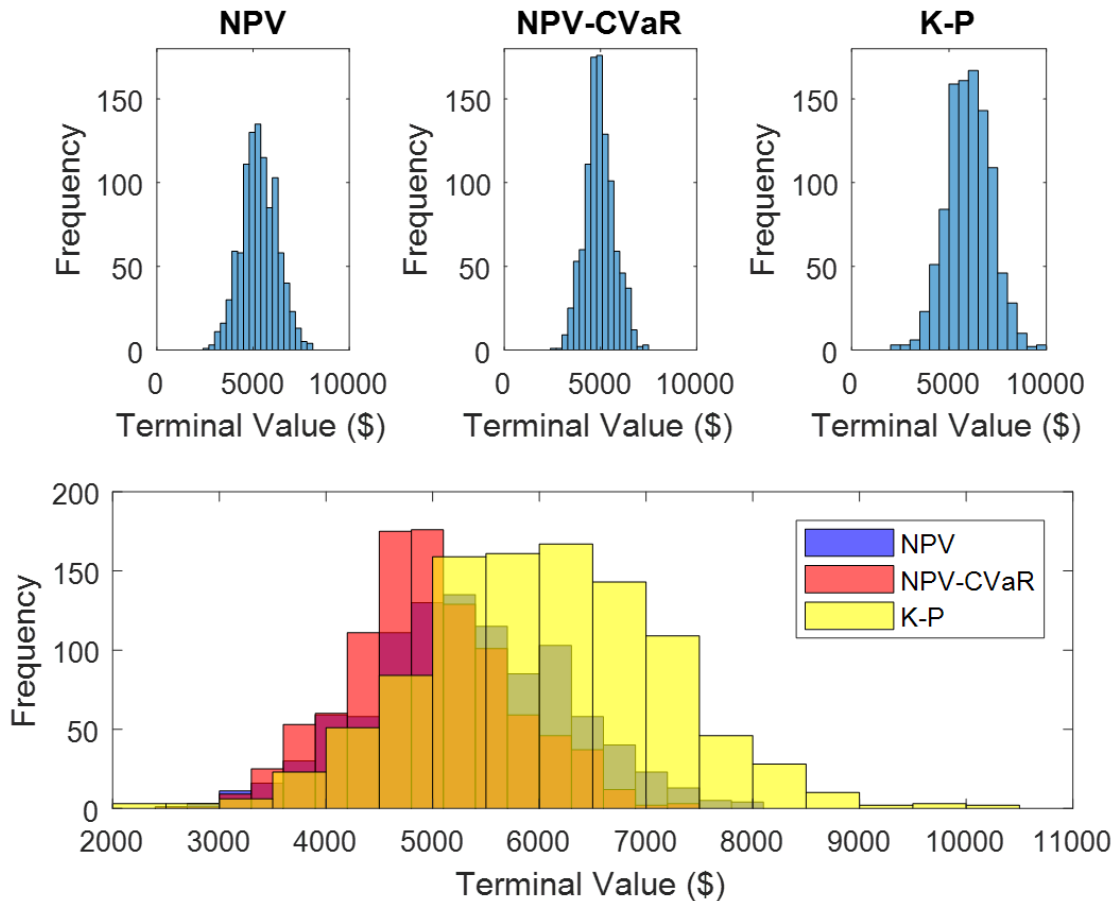 NPV NPV-CVaR K-P
Frequency
150
100
50
0
0 5000 10000
Terminal Value ($)
Frequency
150
100
50
0
0 5000 10000
Terminal Value ($)
Frequency
150
100
50
0
0 5000 10000
Terminal Value ($)
Frequency
200
150
100
50
0
2000 3000 4000 5000 6000 7000 8000 9000 10000 11000
Terminal Value ($)
NPV
NPV-CVaR
K-P